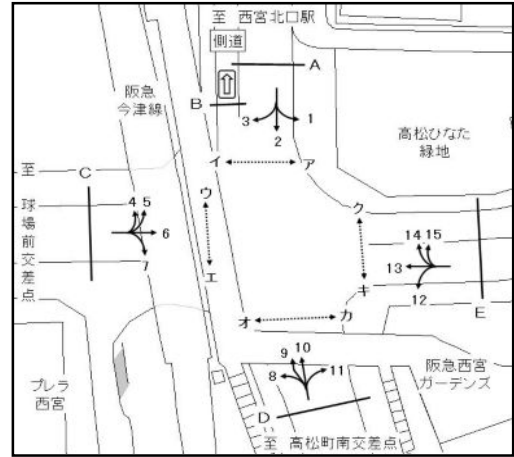 至 西宮北口駅
側道
A
阪急
今津線
B
3
1
2
高松ひなた
緑地
イ
ア
至
球
場
前
交
差
点
C
ウ
ク
4 5
6
7
14 15
13
12
エ
キ
E
オ
カ
プレラ
西宮
9
10
11
8
D
阪急西宮
ガーデンズ
至 高松町南交差点